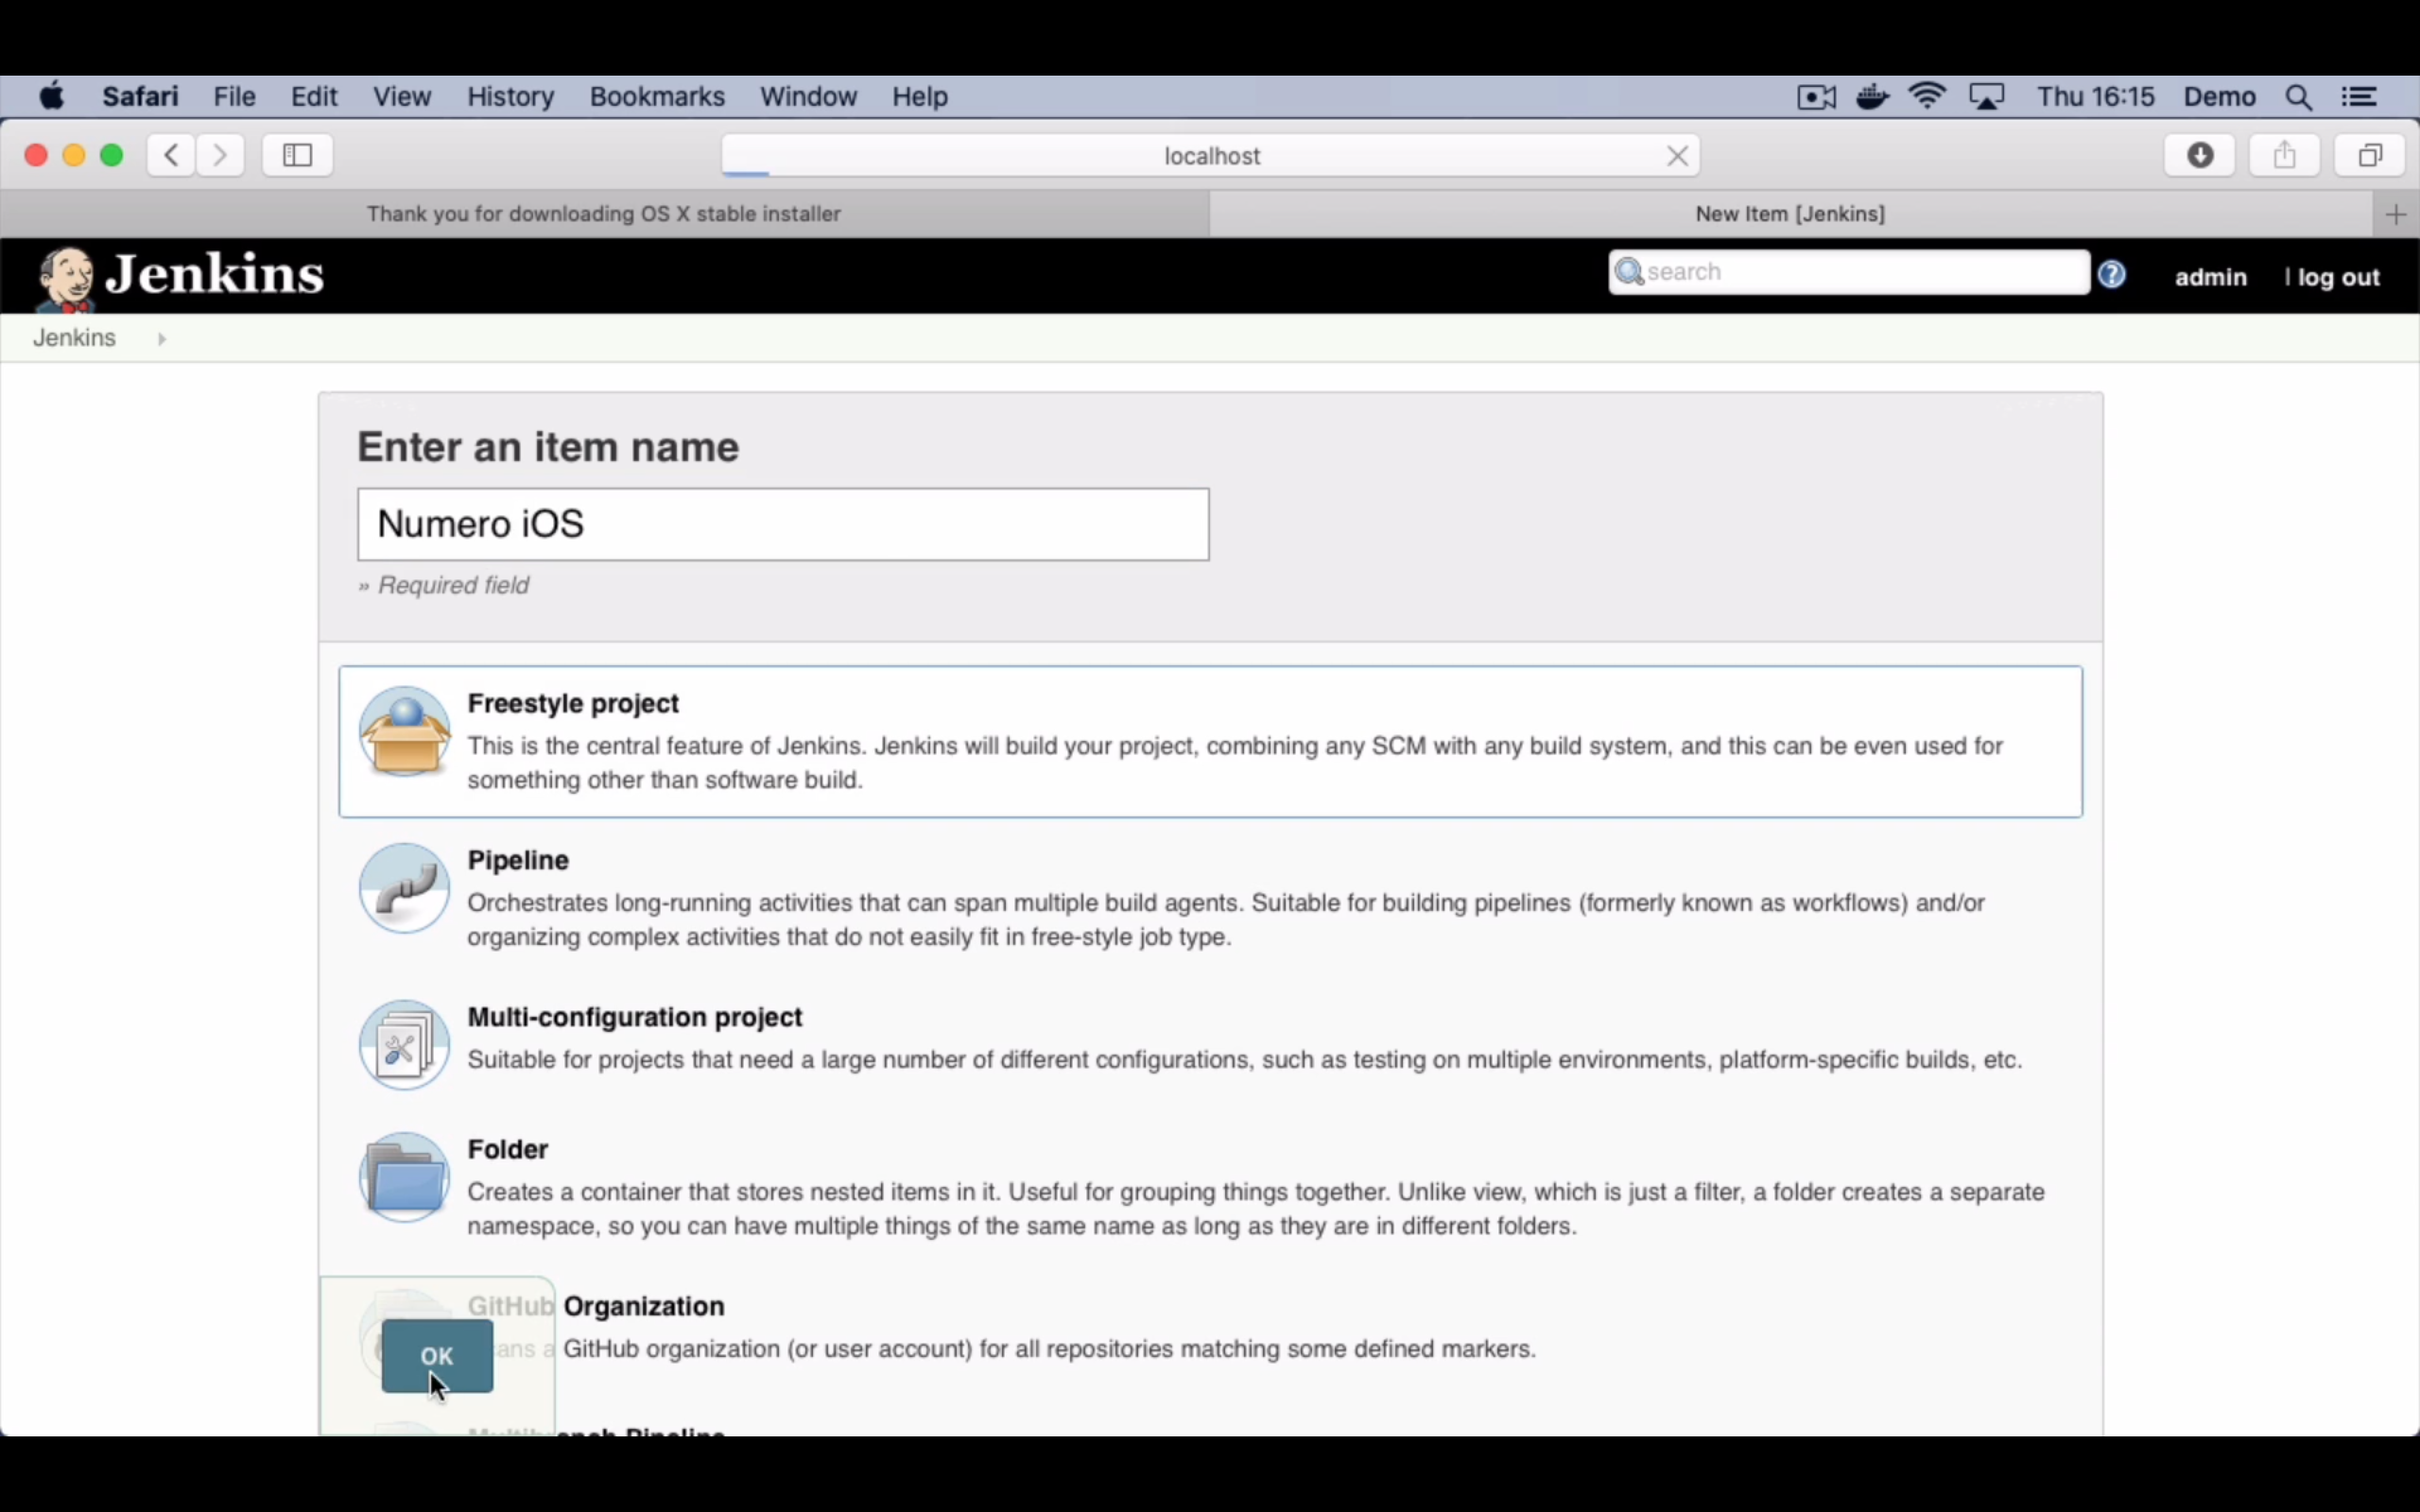 Safari File Edit View History Bookmarks Window Help Thu 16:15 Demo
localhost
Thank you for downloading OS X stable installer New Item [Jenkins]
Jenkins search ? admin | log out
Jenkins
Enter an item name
Numero iOS
» Required field
Freestyle project
This is the central feature of Jenkins. Jenkins will build your project, combining any SCM with any build system, and this can be even used for
something other than software build.
Pipeline
Orchestrates long-running activities that can span multiple build agents. Suitable for building pipelines (formerly known as workflows) and/or
organizing complex activities that do not easily fit in free-style job type.
Multi-configuration project
Suitable for projects that need a large number of different configurations, such as testing on multiple environments, platform-specific builds, etc.
Folder
Creates a container that stores nested items in it. Useful for grouping things together. Unlike view, which is just a filter, a folder creates a separate
namespace, so you can have multiple things of the same name as long as they are in different folders.
GitHub Organization
OK a GitHub organization (or user account) for all repositories matching some defined markers.
Pipeline